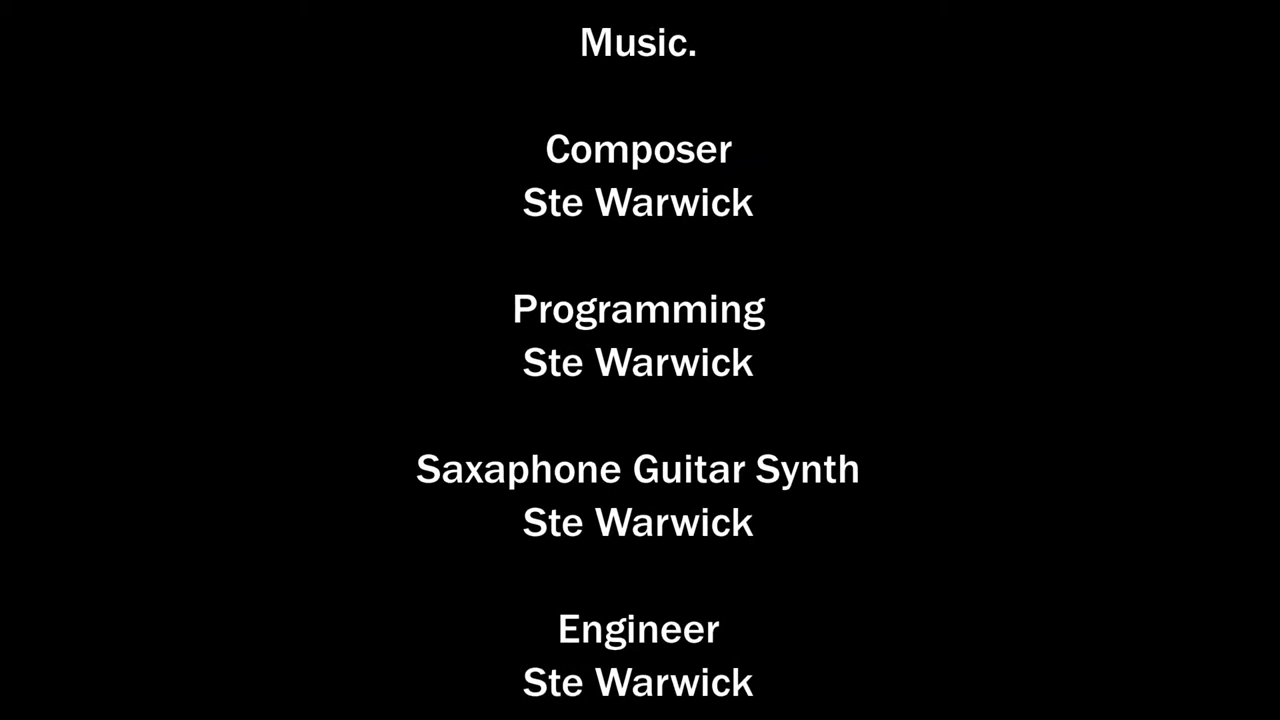 Music.
Composer
Ste Warwick
Programming
Ste Warwick
Saxaphone Guitar Synth
Ste Warwick
Engineer
Ste Warwick